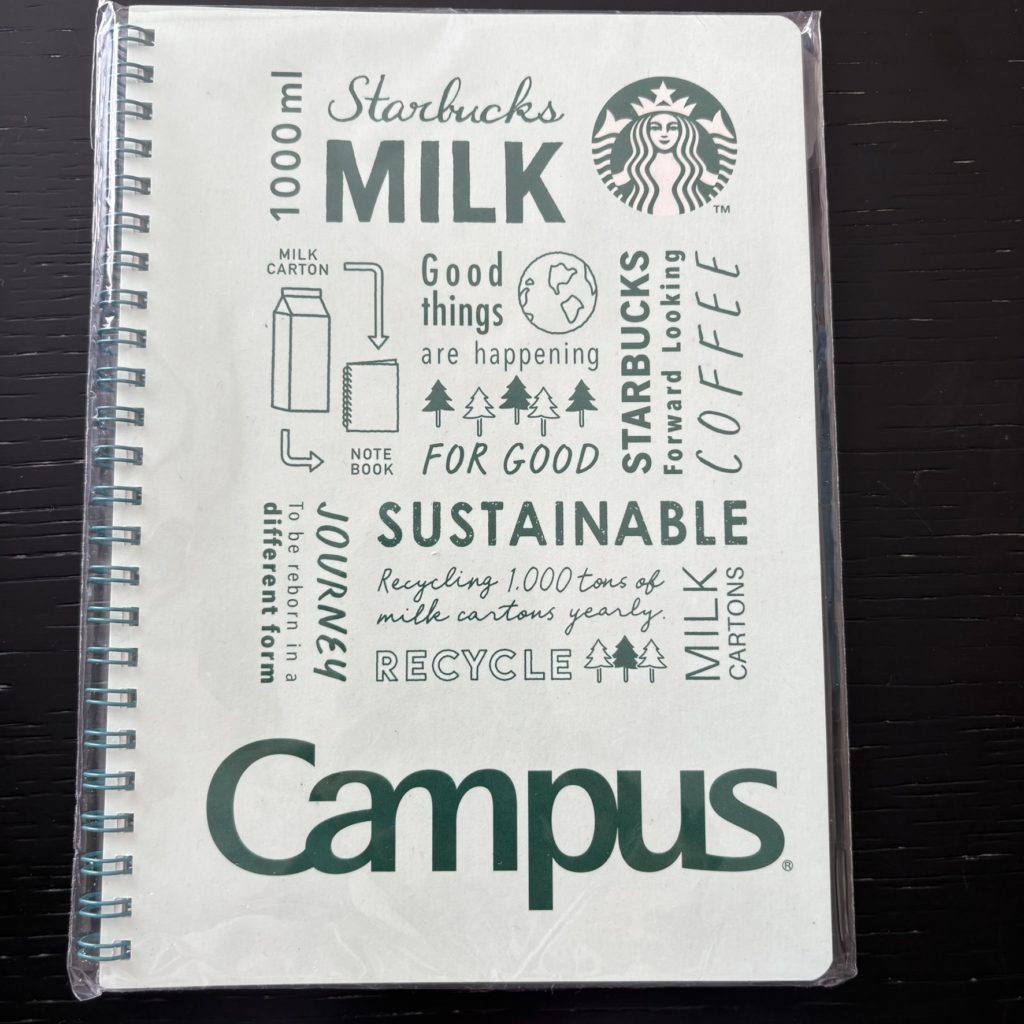 1000 ml
Starbucks
MILK
TM
MILK
CARTON
NOTE
BOOK
Good
things
are happening
FOR GOOD
STARBUCKS
Forward Looking
COFFEE
To be reborn in a
different form
JOURNEY
SUSTAINABLE
Recycling 1.000 tons of
milk cartons yearly.
RECYCLE
MILK
CARTONS
Campus
®